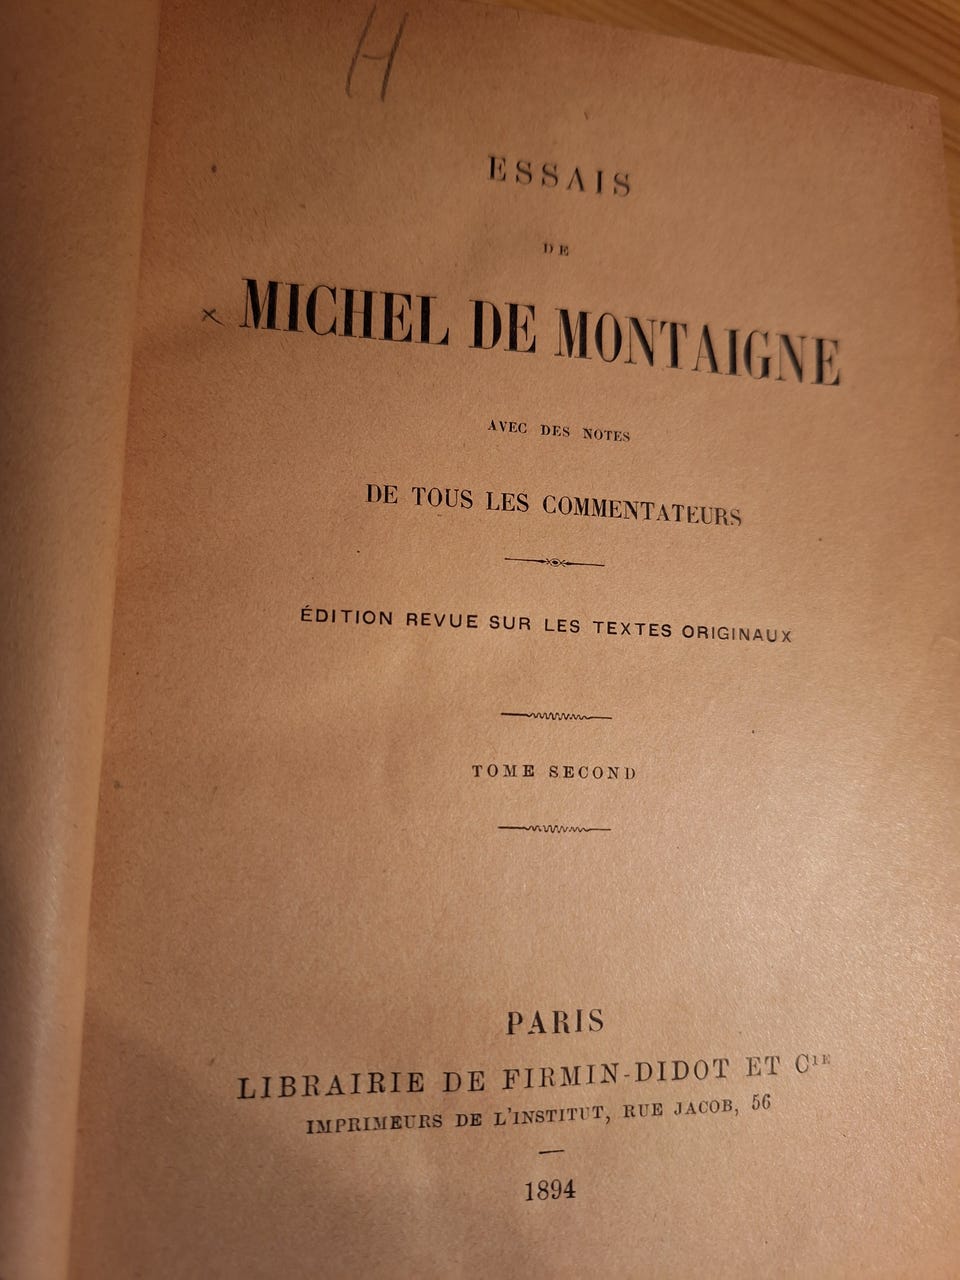 H
ESSAIS
DE
× MICHEL DE MONTAIGNE
AVEC DES NOTES
DE TOUS LES COMMENTATEURS
ÉDITION REVUE SUR LES TEXTES ORIGINAUX
TOME SECOND
PARIS
LIBRAIRIE DE FIRMIN-DIDOT ET Cᴵᴱ
IMPRIMEURS DE L'INSTITUT, RUE JACOB, 56
1894